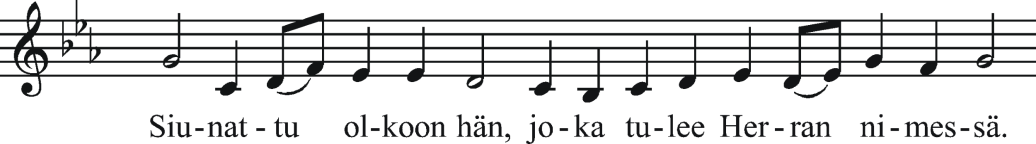 Siu-nat-tu ol-koon hän, jo-ka tu-lee Her-ran ni-mes-sä.